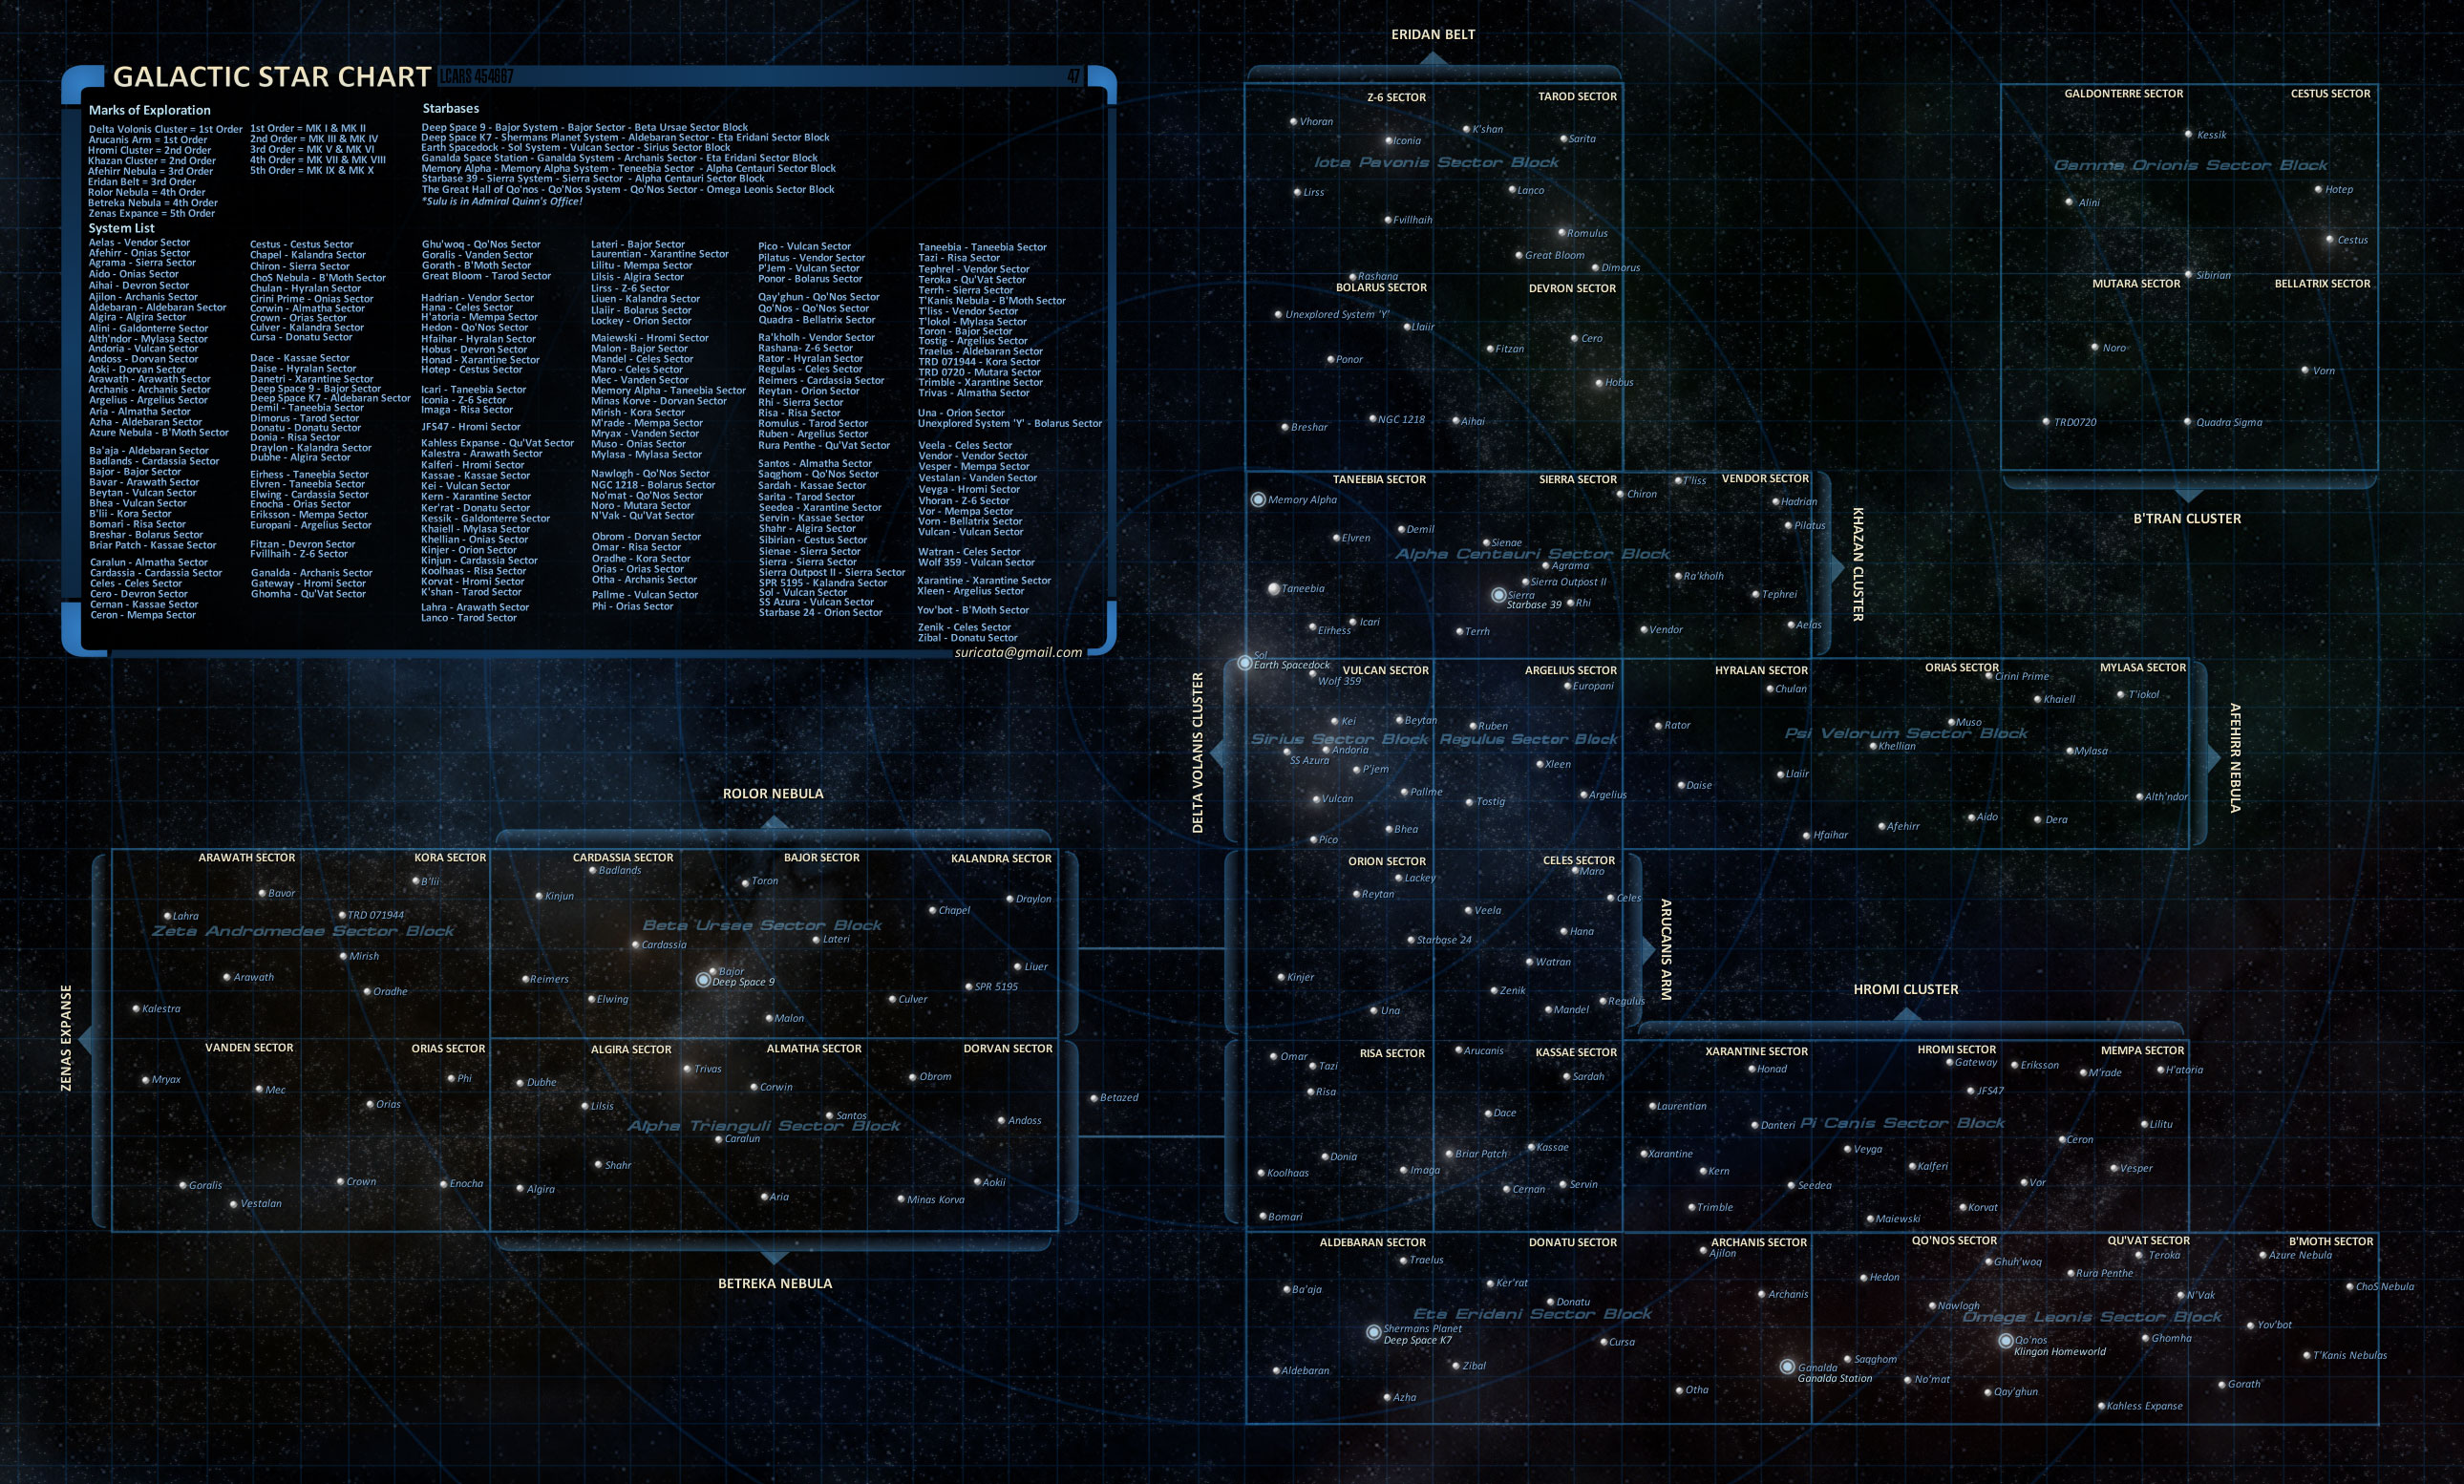 GALACTIC STAR CHART
LCARS 454667
47
Marks of Exploration
Delta Volonis Cluster = 1st Order
Arucanis Arm = 1st Order
Hromi Cluster = 2nd Order
Khazan Cluster = 2nd Order
Afehirr Nebula = 3rd Order
Eridan Belt = 3rd Order
Rolor Nebula = 4th Order
Betreka Nebula = 4th Order
Zenas Expance = 5th Order
1st Order = MK I & MK II
2nd Order = MK III & MK IV
3rd Order = MK V & MK VI
4th Order = MK VII & MK VIII
5th Order = MK IX & MK X
Starbases
Deep Space 9 - Bajor System - Bajor Sector - Beta Ursae Sector Block
Deep Space K7 - Shermans Planet System - Aldebaran Sector - Eta Eridani Sector Block
Earth Spacedock - Sol System - Vulcan Sector - Sirius Sector Block
Ganalda Space Station - Ganalda System - Archanis Sector - Eta Eridani Sector Block
Memory Alpha - Memory Alpha System - Teneebia Sector - Alpha Centauri Sector Block
Starbase 39 - Sierra System - Sierra Sector - Alpha Centauri Sector Block
The Great Hall of Qo'nos - Qo'Nos System - Qo'Nos Sector - Omega Leonis Sector Block
*Sulu is in Admiral Quinn's Office!
System List
Aelas - Vendor Sector
Afehirr - Onias Sector
Agrama - Sierra Sector
Aido - Onias Sector
Aihai - Devron Sector
Ajilon - Archanis Sector
Aldebaran - Aldebaran Sector
Algira - Algira Sector
Alini - Galdonterre Sector
Alth'ndor - Mylasa Sector
Andoria - Vulcan Sector
Andoss - Dorvan Sector
Aoki - Dorvan Sector
Arawath - Arawath Sector
Archanis - Archanis Sector
Argelius - Argelius Sector
Aria - Almatha Sector
Azha - Aldebaran Sector
Azure Nebula - B'Moth Sector
Ba'aja - Aldebaran Sector
Badlands - Cardassia Sector
Bajor - Bajor Sector
Bavar - Arawath Sector
Beytan - Vulcan Sector
Bhea - Vulcan Sector
B'lii - Kora Sector
Bomari - Risa Sector
Breshar - Bolarus Sector
Briar Patch - Kassae Sector
Caralun - Almatha Sector
Cardassia - Cardassia Sector
Celes - Celes Sector
Cero - Devron Sector
Cernan - Kassae Sector
Ceron - Mempa Sector
Cestus - Cestus Sector
Chapel - Kalandra Sector
Chiron - Sierra Sector
ChoS Nebula - B'Moth Sector
Chulan - Hyralan Sector
Cirini Prime - Onias Sector
Corwin - Almatha Sector
Crown - Orias Sector
Culver - Kalandra Sector
Cursa - Donatu Sector
Dace - Kassae Sector
Daise - Hyralan Sector
Danetri - Xarantine Sector
Deep Space 9 - Bajor Sector
Deep Space K7 - Aldebaran Sector
Demil - Taneebia Sector
Dimorus - Tarod Sector
Donatu - Donatu Sector
Donia - Risa Sector
Draylon - Kalandra Sector
Dubhe - Algira Sector
Eirhess - Taneebia Sector
Elvren - Taneebia Sector
Elwing - Cardassia Sector
Enocha - Orias Sector
Eriksson - Mempa Sector
Europani - Argelius Sector
Fitzan - Devron Sector
Fvillhaih - Z-6 Sector
Ganalda - Archanis Sector
Gateway - Hromi Sector
Ghomha - Qu'Vat Sector
Ghu'woq - Qo'Nos Sector
Goralis - Vanden Sector
Gorath - B'Moth Sector
Great Bloom - Tarod Sector
Hadrian - Vendor Sector
Hana - Celes Sector
H'atoria - Mempa Sector
Hedon - Qo'Nos Sector
Hfaihar - Hyralan Sector
Hobus - Devron Sector
Honad - Xarantine Sector
Hotep - Cestus Sector
Icari - Taneebia Sector
Iconia - Z-6 Sector
Imaga - Risa Sector
JFS47 - Hromi Sector
Kahless Expanse - Qu'Vat Sector
Kalestra - Arawath Sector
Kalferi - Hromi Sector
Kassae - Kassae Sector
Kei - Vulcan Sector
Kern - Xarantine Sector
Ker'rat - Donatu Sector
Kessik - Galdonterre Sector
Khaiell - Mylasa Sector
Khellian - Onias Sector
Kinjer - Orion Sector
Kinjun - Cardassia Sector
Koolhaas - Risa Sector
Korvat - Hromi Sector
K'shan - Tarod Sector
Lahra - Arawath Sector
Lanco - Tarod Sector
Lateri - Bajor Sector
Laurentian - Xarantine Sector
Lilitu - Mempa Sector
Lilsis - Algira Sector
Lirss - Z-6 Sector
Liuen - Kalandra Sector
Llaiir - Bolarus Sector
Lockey - Orion Sector
Maiewski - Hromi Sector
Malon - Bajor Sector
Mandel - Celes Sector
Maro - Celes Sector
Mec - Vanden Sector
Memory Alpha - Taneebia Sector
Minas Korve - Dorvan Sector
Mirish - Kora Sector
M'rade - Mempa Sector
Mryax - Vanden Sector
Muso - Onias Sector
Mylasa - Mylasa Sector
Nawlogh - Qo'Nos Sector
NGC 1218 - Bolarus Sector
No'mat - Qo'Nos Sector
Noro - Mutara Sector
N'Vak - Qu'Vat Sector
Obrom - Dorvan Sector
Omar - Risa Sector
Oradhe - Kora Sector
Orias - Orias Sector
Otha - Archanis Sector
Pallme - Vulcan Sector
Phi - Orias Sector
Pico - Vulcan Sector
Pilatus - Vendor Sector
P'Jem - Vulcan Sector
Ponor - Bolarus Sector
Qay'ghun - Qo'Nos Sector
Qo'Nos - Qo'Nos Sector
Quadra - Bellatrix Sector
Ra'kholh - Vendor Sector
Rashana- Z-6 Sector
Rator - Hyralan Sector
Regulas - Celes Sector
Reimers - Cardassia Sector
Reytan - Orion Sector
Rhi - Sierra Sector
Risa - Risa Sector
Romulus - Tarod Sector
Ruben - Argelius Sector
Rura Penthe - Qu'Vat Sector
Santos - Almatha Sector
Saqghom - Qo'Nos Sector
Sardah - Kassae Sector
Sarita - Tarod Sector
Seedea - Xarantine Sector
Servin - Kassae Sector
Shahr - Algira Sector
Sibirian - Cestus Sector
Sienae - Sierra Sector
Sierra - Sierra Sector
Sierra Outpost II - Sierra Sector
SPR 5195 - Kalandra Sector
Sol - Vulcan Sector
SS Azura - Vulcan Sector
Starbase 24 - Orion Sector
Taneebia - Taneebia Sector
Tazi - Risa Sector
Tephrel - Vendor Sector
Teroka - Qu'Vat Sector
Terrh - Sierra Sector
T'Kanis Nebula - B'Moth Sector
T'liss - Vendor Sector
T'lokol - Mylasa Sector
Toron - Bajor Sector
Tostig - Argelius Sector
Traelus - Aldebaran Sector
TRD 071944 - Kora Sector
TRD 0720 - Mutara Sector
Trimble - Xarantine Sector
Trivas - Almatha Sector
Una - Orion Sector
Unexplored System 'Y' - Bolarus Sector
Veela - Celes Sector
Vendor - Vendor Sector
Vesper - Mempa Sector
Vestalan - Vanden Sector
Veyga - Hromi Sector
Vhoran - Z-6 Sector
Vor - Mempa Sector
Vorn - Bellatrix Sector
Vulcan - Vulcan Sector
Watran - Celes Sector
Wolf 359 - Vulcan Sector
Xarantine - Xarantine Sector
Xleen - Argelius Sector
Yov'bot - B'Moth Sector
Zenik - Celes Sector
Zibal - Donatu Sector
suricata@gmail.com
ERIDAN BELT
Z-6 SECTOR
TAROD SECTOR
Vhoran
Iconia
K'shan
Sarita
Iota Pavonis Sector Block
Lirss
Lanco
Fvillhaih
Romulus
Great Bloom
Dimorus
Rashana
BOLARUS SECTOR
DEVRON SECTOR
Unexplored System 'Y'
Llaiir
Cero
Fitzan
Ponor
Hobus
NGC 1218
Aihai
Breshar
GALDONTERRE SECTOR
CESTUS SECTOR
Kessik
Gamma Orionis Sector Block
Hotep
Alini
Cestus
Sibirian
MUTARA SECTOR
BELLATRIX SECTOR
Noro
Vorn
TRD0720
Quadra Sigma
B'TRAN CLUSTER
TANEEBIA SECTOR
SIERRA SECTOR
VENDOR SECTOR
Memory Alpha
Chiron
T'liss
Hadrian
Pilatus
Demil
Elvren
Sienae
Alpha Centauri Sector Block
Agrama
Sierra Outpost II
Ra'kholh
Taneebia
Sierra
Starbase 39
Rhi
Tephrei
Icari
Eirhess
Terrh
Vendor
Aelas
KHAZAN CLUSTER
Sol
Earth Spacedock
DELTA VOLANIS CLUSTER
VULCAN SECTOR
ARGELIUS SECTOR
HYRALAN SECTOR
ORIAS SECTOR
MYLASA SECTOR
Wolf 359
Europani
Chulan
Cirini Prime
Khaiell
T'iokol
Kei
Beytan
Ruben
Rator
Muso
Sirius Sector Block
Regulus Sector Block
Psi Velorum Sector Block
Andoria
SS Azura
Khellian
Mylasa
P'jem
Xleen
Llaiir
Daise
Vulcan
Pallme
Tostig
Argelius
Alth'ndor
Pico
Bhea
Hfaihar
Afehirr
Aido
Dera
AFEHIRR NEBULA
ORION SECTOR
CELES SECTOR
Lackey
Maro
Reytan
Celes
Veela
Starbase 24
Hana
Watran
Kinjer
Zenik
Una
Mandel
Regulus
ARUCANIS ARM
ROLOR NEBULA
ZENAS EXPANSE
ARAWATH SECTOR
KORA SECTOR
CARDASSIA SECTOR
BAJOR SECTOR
KALANDRA SECTOR
Bavor
B'lii
Badlands
Kinjun
Toron
Draylon
Lahra
TRD 071944
Chapel
Zeta Andromedae Sector Block
Beta Ursae Sector Block
Mirish
Cardassia
Lateri
Arawath
Oradhe
Reimers
Bajor
Deep Space 9
Liuer
SPR 5195
Kalestra
Elwing
Malon
Culver
VANDEN SECTOR
ORIAS SECTOR
ALGIRA SECTOR
ALMATHA SECTOR
DORVAN SECTOR
Mryax
Mec
Phi
Orias
Dubhe
Trivas
Corwin
Obrom
Lilsis
Santos
Andoss
Betazed
Alpha Trianguli Sector Block
Caralun
Shahr
Goralis
Vestalan
Crown
Enocha
Algira
Aria
Minas Korva
Aokii
BETREKA NEBULA
HROMI CLUSTER
RISA SECTOR
KASSAE SECTOR
XARANTINE SECTOR
HROMI SECTOR
MEMPA SECTOR
Omar
Tazi
Arucanis
Risa
Sardah
Honad
Gateway
Eriksson
M'rade
H'atoria
JFS47
Laurentian
Dace
Danteri
Pi Canis Sector Block
Lilitu
Ceron
Donia
Briar Patch
Kassae
Xarantine
Veyga
Koolhaas
Imaga
Kern
Kalferi
Vesper
Cernan
Servin
Seedea
Vor
Bomari
Trimble
Maiewski
Korvat
ALDEBARAN SECTOR
DONATU SECTOR
ARCHANIS SECTOR
QO'NOS SECTOR
QU'VAT SECTOR
B'MOTH SECTOR
Traelus
Ajilon
Ghuh'woq
Teroka
Azure Nebula
Ba'aja
Ker'rat
Hedon
Rura Penthe
ChoS Nebula
Donatu
Archanis
Nawlogh
N'Vak
Eta Eridani Sector Block
Omega Leonis Sector Block
Shermans Planet
Deep Space K7
Cursa
Qo'nos
Klingon Homeworld
Ghomha
Yov'bot
Aldebaran
Zibal
Ganalda
Ganalda Station
Saqghom
T'Kanis Nebulas
Azha
Otha
No'mat
Qay'ghun
Gorath
Kahless Expanse